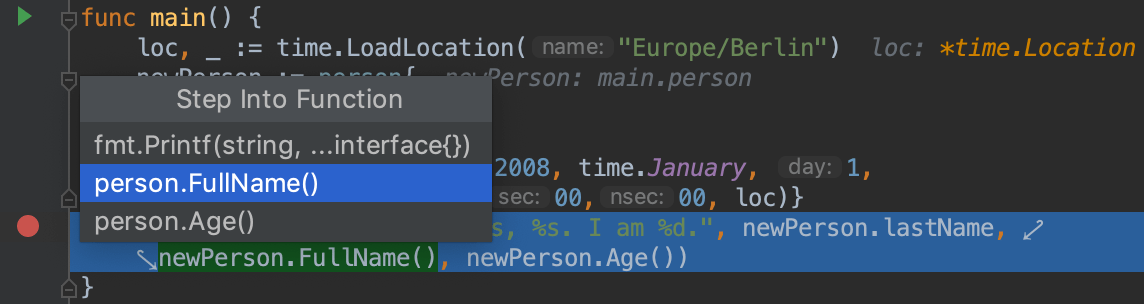 func main() {
loc, _ := time.LoadLocation( name: "Europe/Berlin") loc: *time.Location
newPerson := person{ newPerson: main.person
Step Into Function
fmt.Printf(string, ...interface{})
person.FullName()
person.Age()
2008, time.January, day: 1,
sec: 00, nsec: 00, loc)}
s, %s. I am %d.", newPerson.lastName,
newPerson.FullName(), newPerson.Age())
}